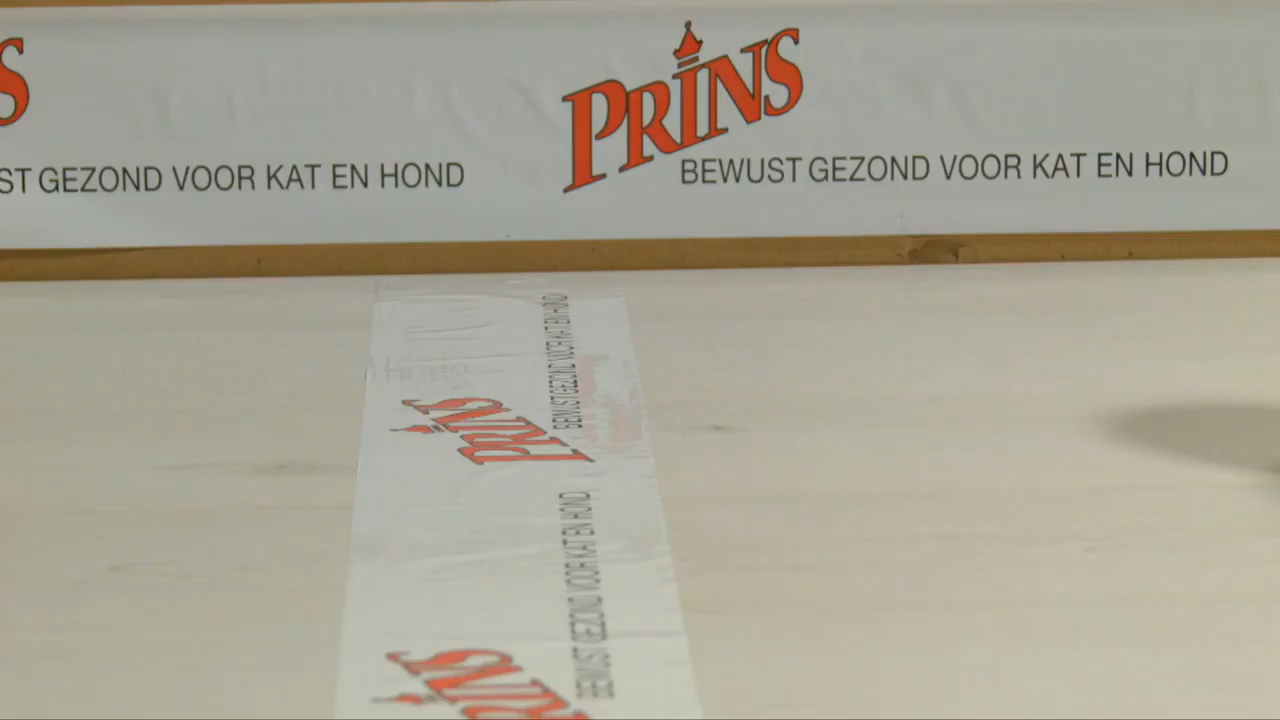 S
PRINS
ST GEZOND VOOR KAT EN HOND
BEWUST GEZOND VOOR KAT EN HOND
PRINS
BEWUST GEZOND VOOR KAT EN HOND
PRINS
BEWUST GEZOND VOOR KAT EN HOND